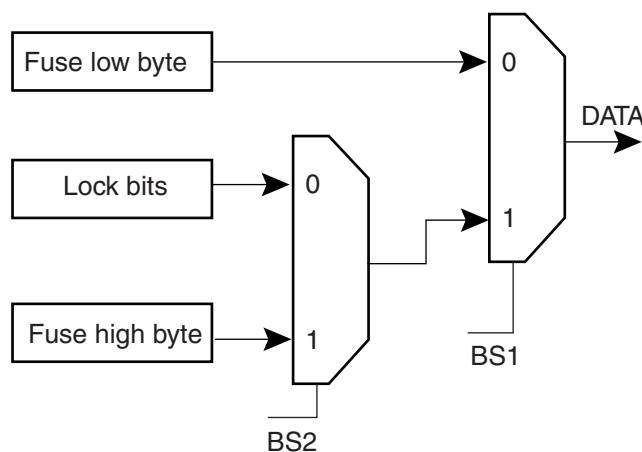 Fuse low byte
0
DATA
Lock bits
0
1
Fuse high byte
1
BS1
BS2